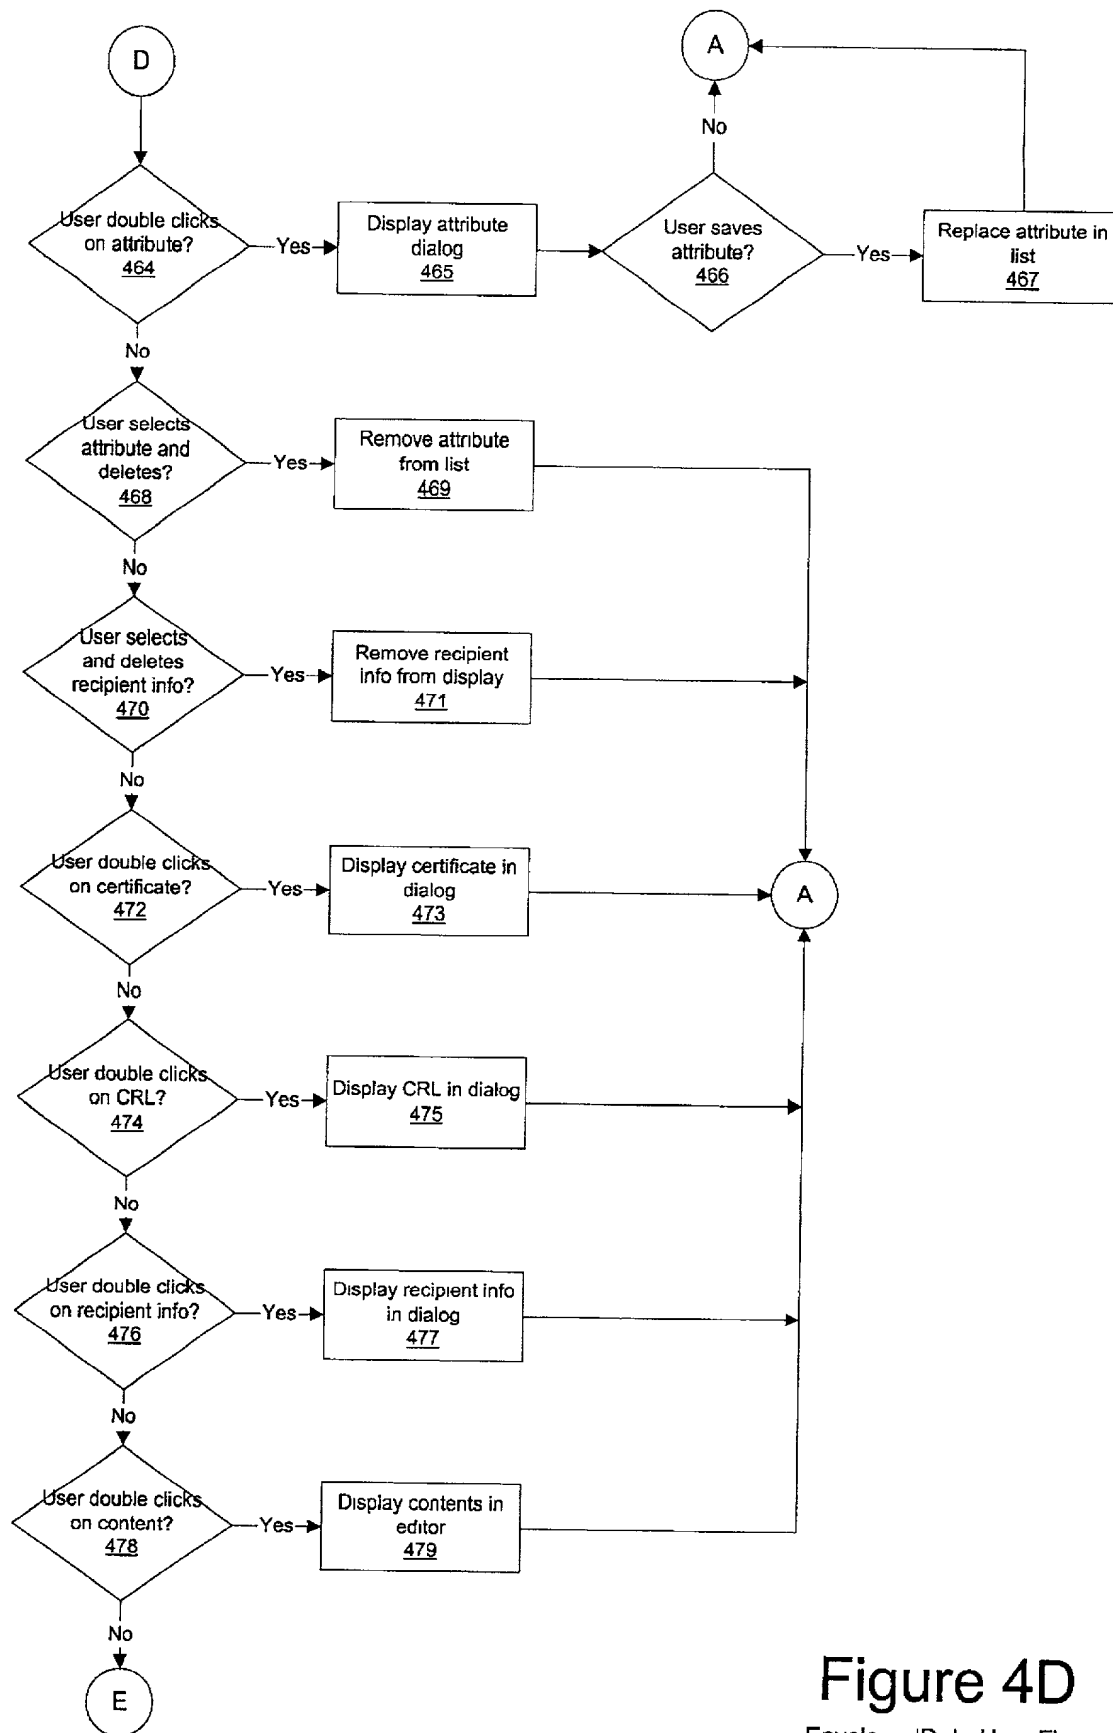 D
A
No
User double clicks
on attribute?
464
Yes
Display attribute
dialog
465
User saves
attribute?
466
Yes
Replace attribute in
list
467
No
User selects
attribute and
deletes?
468
Yes
Remove attribute
from list
469
No
User selects
and deletes
recipient info?
470
Yes
Remove recipient
info from display
471
No
User double clicks
on certificate?
472
Yes
Display certificate in
dialog
473
A
No
User double clicks
on CRL?
474
Yes
Display CRL in dialog
475
No
User double clicks
on recipient info?
476
Yes
Display recipient info
in dialog
477
No
User double clicks
on content?
478
Yes
Display contents in
editor
479
No
E
Figure 4D